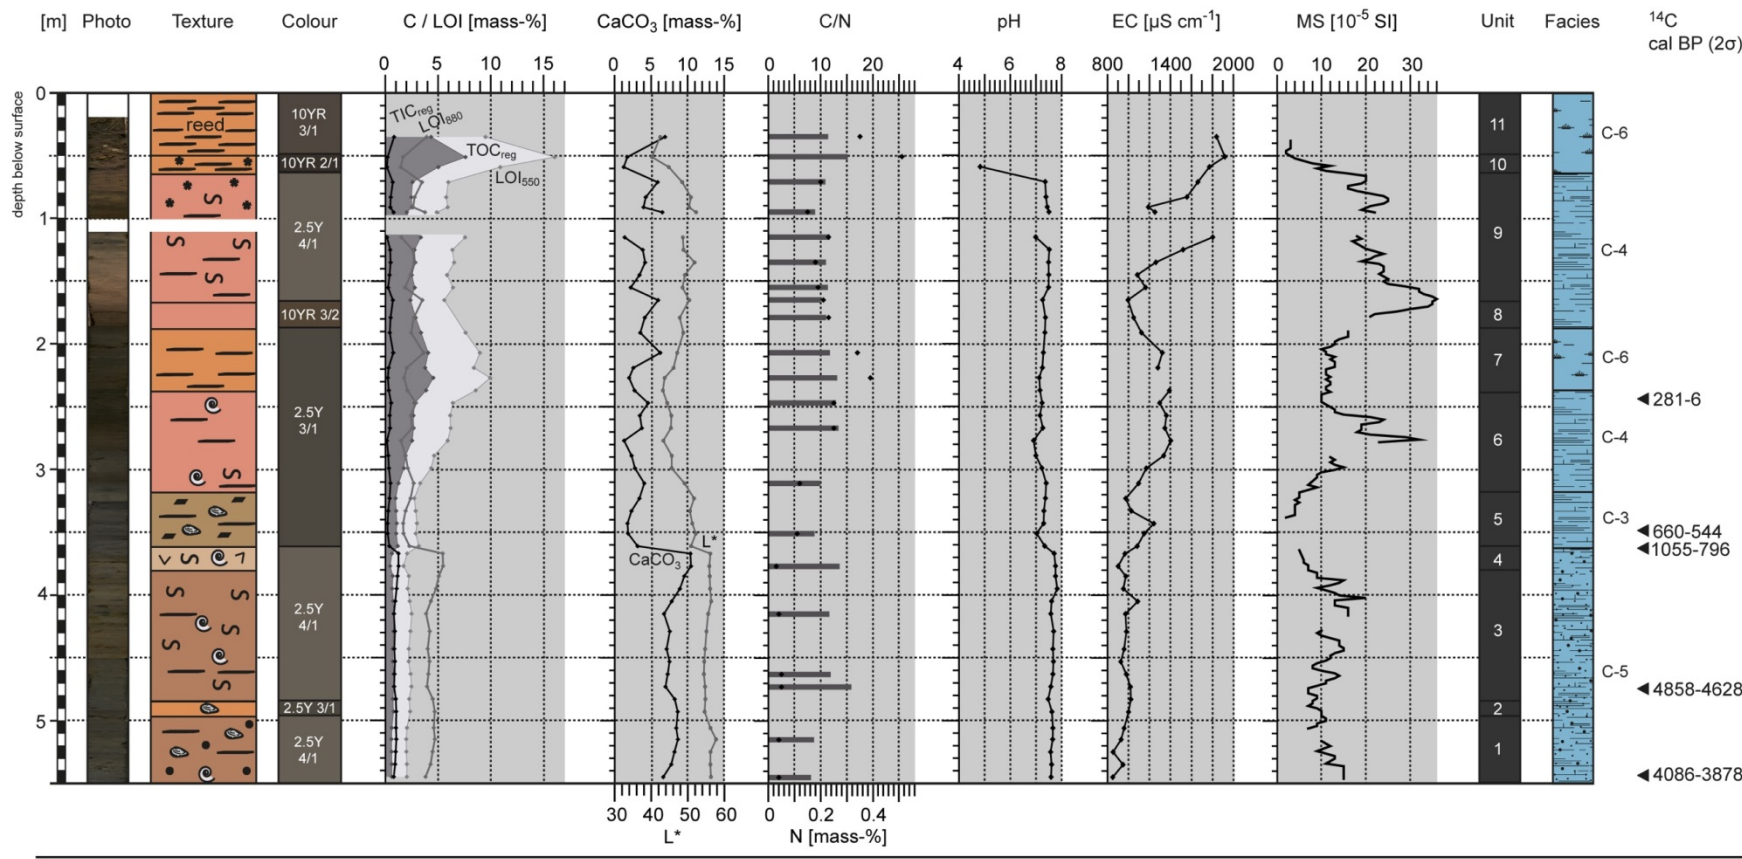 [m] Photo Texture Colour C / LOI [mass-%] CaCO₃ [mass-%] C/N pH EC [µS cm⁻¹] MS [10⁻⁵ SI] Unit Facies ¹⁴C
cal BP (2σ)
0 5 10 15 0 5 10 15 0 10 20 4 6 8 800 1400 2000 0 10 20 30
depth below surface
0
1
2
3
4
5
reed
10YR
3/1
10YR 2/1
2.5Y
4/1
10YR 3/2
2.5Y
3/1
2.5Y
4/1
2.5Y 3/1
2.5Y
4/1
TICreg
LOI880
TOCreg
LOI550
L*
CaCO₃
11
10
9
8
7
6
5
4
3
2
1
C-6
C-4
C-6
C-4
C-3
C-5
281-6
660-544
1055-796
4858-4628
4086-3878
30 40 50 60 0 0.2 0.4
L* N [mass-%]